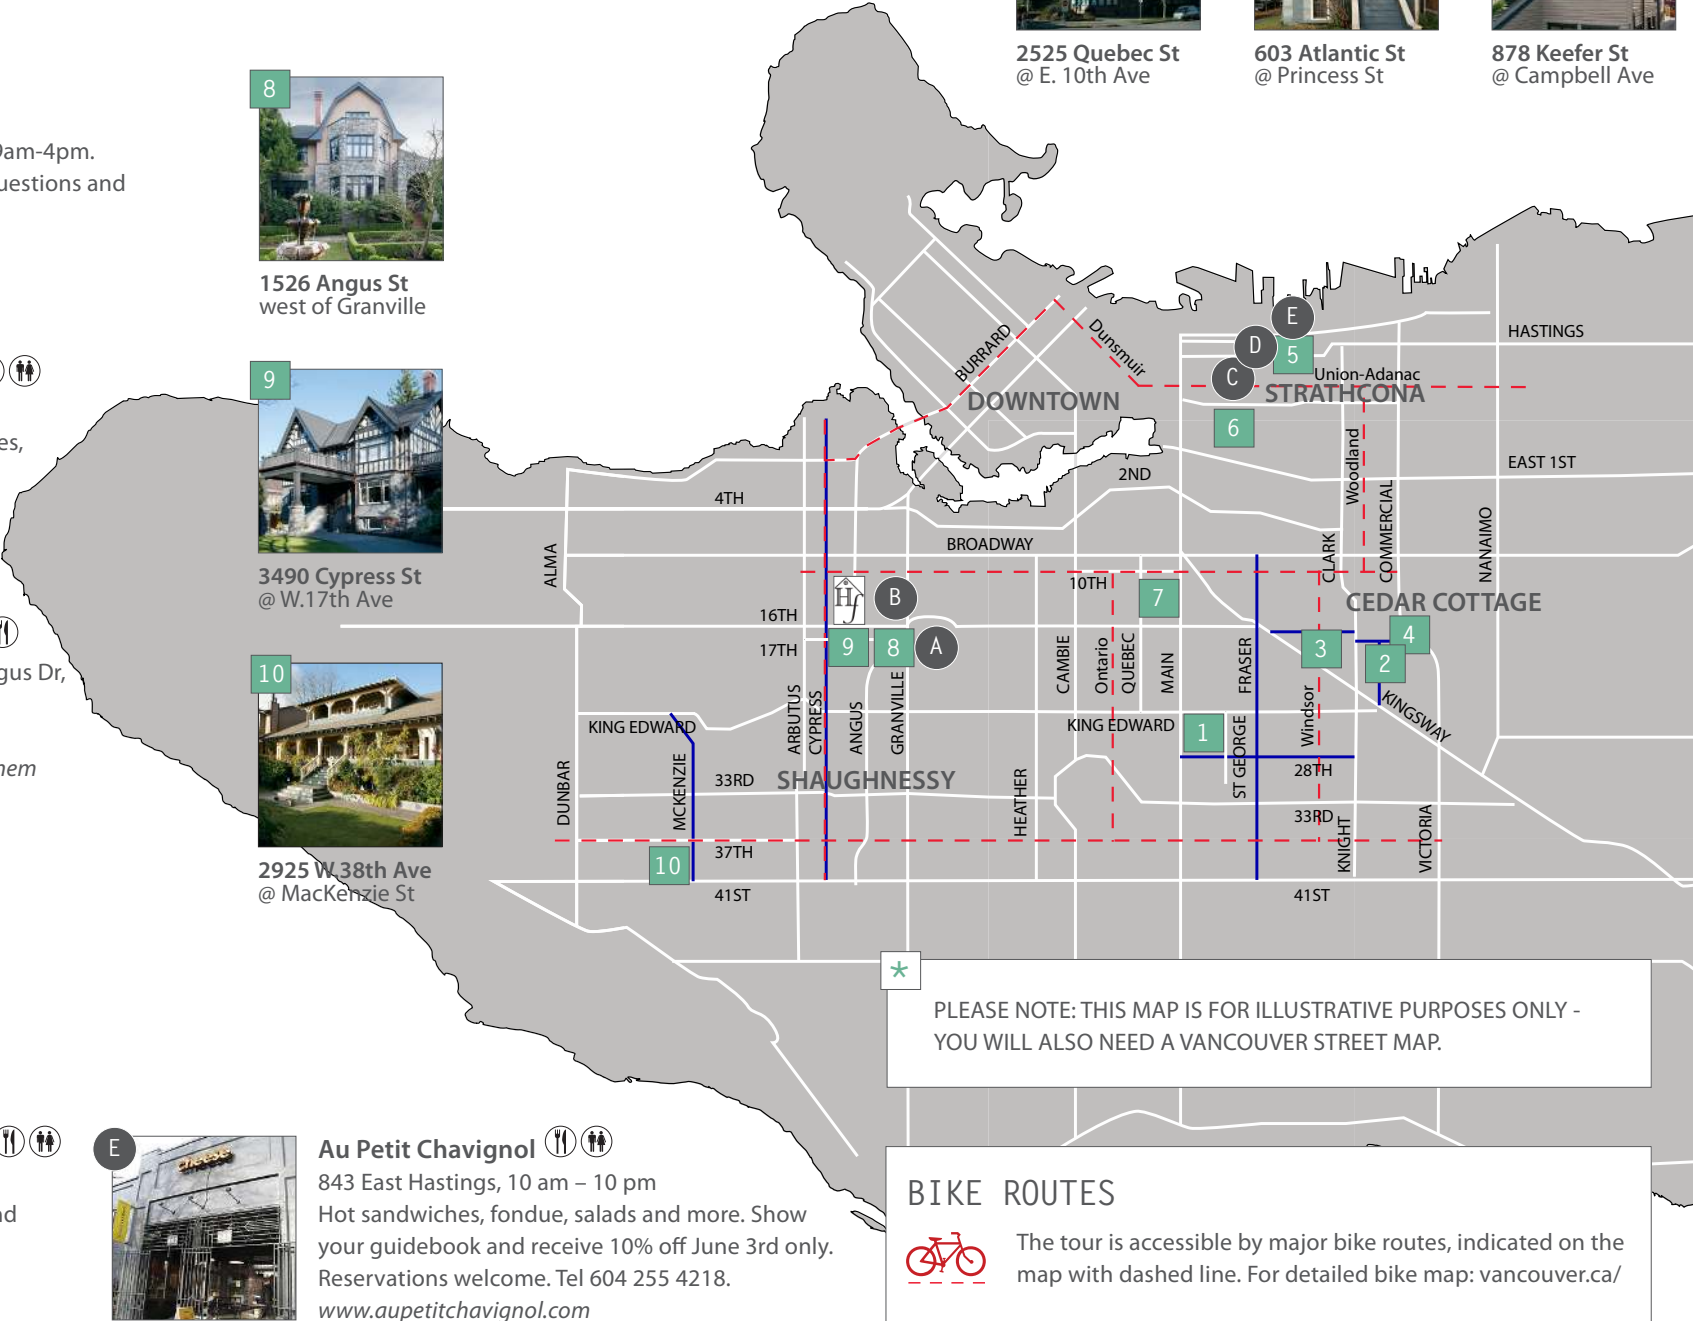 2525 Quebec St
@ E. 10th Ave
603 Atlantic St
@ Princess St
878 Keefer St
@ Campbell Ave
9am-4pm.
uestions and
8
1526 Angus St
west of Granville
9
3490 Cypress St
@ W.17th Ave
es,
gus Dr,
nem
10
2925 W.38th Ave
@ MacKenzie St
E
HASTINGS
D
5
C
Union-Adanac
STRATHCONA
BURRARD
Dunsmuir
DOWNTOWN
6
Woodland
EAST 1ST
2ND
4TH
COMMERCIAL
NANAIMO
BROADWAY
CLARK
ALMA
10TH
Hf
B
7
CEDAR COTTAGE
16TH
17TH
9
8
A
3
4
2
CAMBIE
Ontario
QUEBEC
MAIN
FRASER
Windsor
KINGSWAY
ARBUTUS
CYPRESS
ANGUS
GRANVILLE
KING EDWARD
KING EDWARD
1
ST GEORGE
28TH
MCKENZIE
33RD
SHAUGHNESSY
DUNBAR
HEATHER
33RD
KNIGHT
VICTORIA
10
37TH
41ST
41ST
*
PLEASE NOTE: THIS MAP IS FOR ILLUSTRATIVE PURPOSES ONLY -
YOU WILL ALSO NEED A VANCOUVER STREET MAP.
nd
E
cheese
Au Petit Chavignol
843 East Hastings, 10 am – 10 pm
Hot sandwiches, fondue, salads and more. Show
your guidebook and receive 10% off June 3rd only.
Reservations welcome. Tel 604 255 4218.
www.aupetitchavignol.com
BIKE ROUTES
The tour is accessible by major bike routes, indicated on the
map with dashed line. For detailed bike map: vancouver.ca/